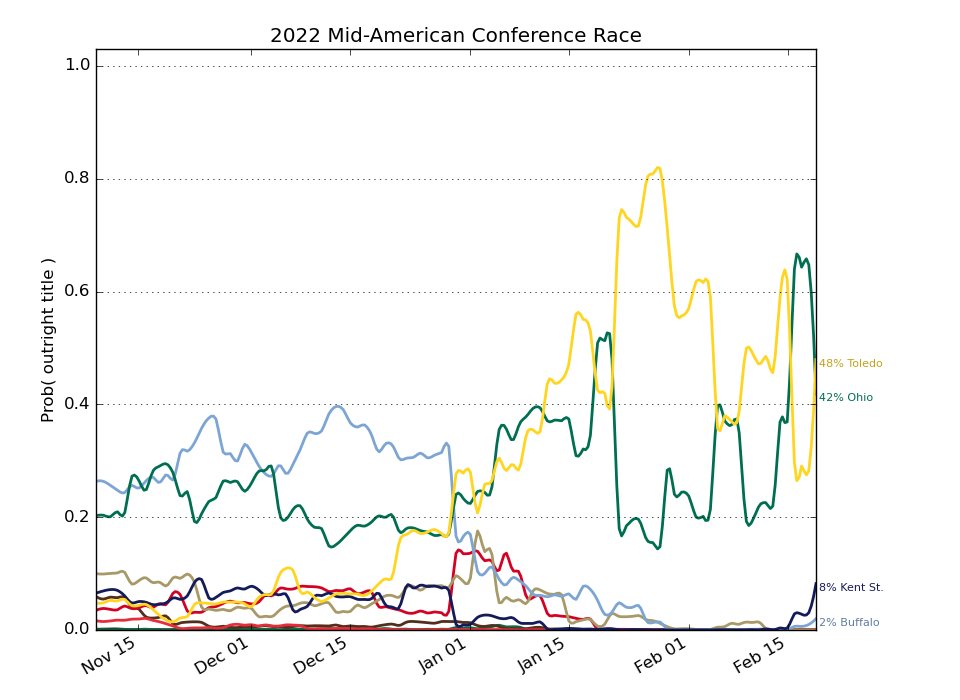 2022 Mid-American Conference Race
Prob( outright title )
1.0
0.8
0.6
0.4
0.2
0.0
48% Toledo
42% Ohio
8% Kent St.
2% Buffalo
Nov 15
Dec 01
Dec 15
Jan 01
Jan 15
Feb 01
Feb 15